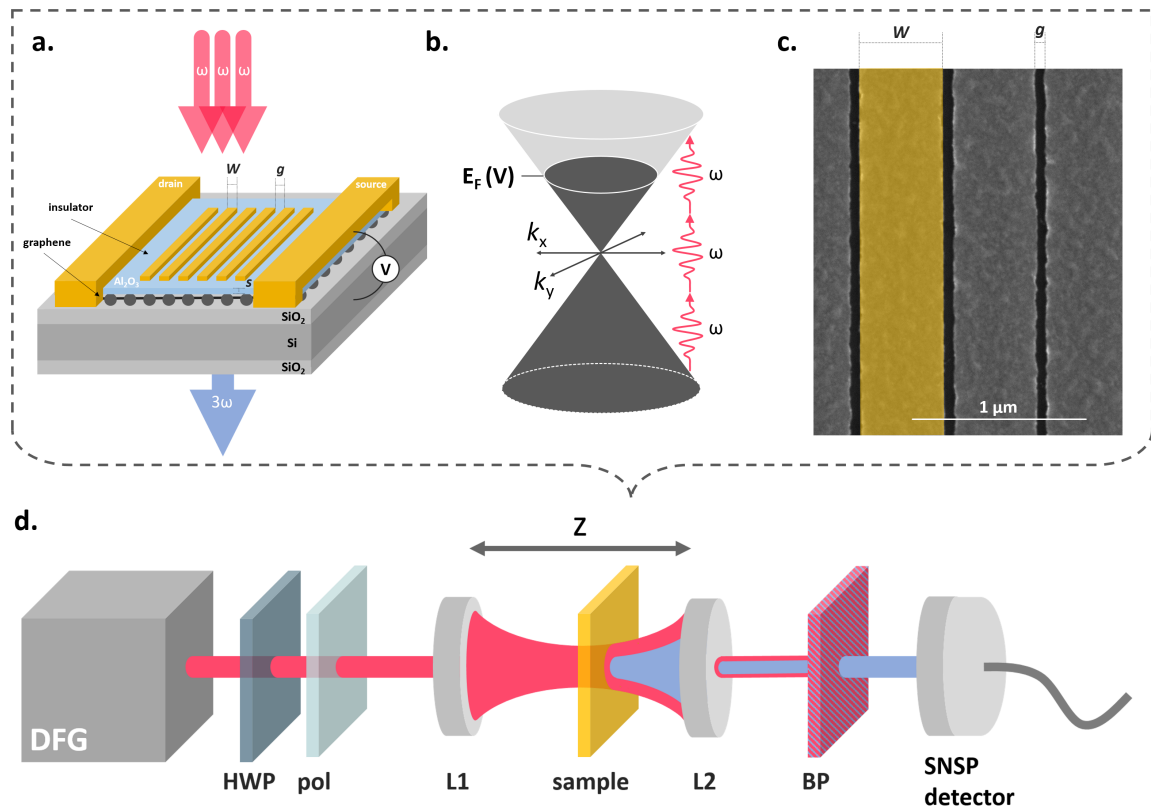 a.
ω ω ω
W
g
drain
source
insulator
graphene
Al₂O₃
s
V
SiO₂
Si
SiO₂
3ω
b.
E_F (V)
k_x
k_y
ω
ω
ω
c.
W
g
1 µm
d.
Z
DFG
HWP
pol
L1
sample
L2
BP
SNSP
detector